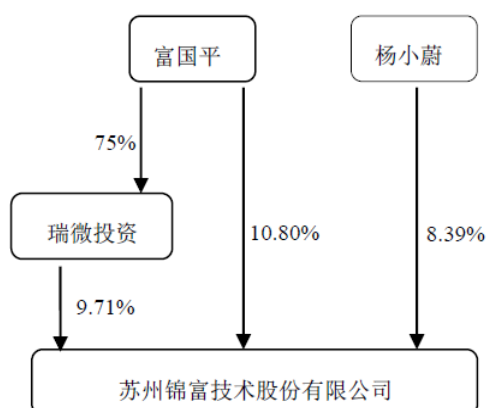 富国平
杨小蔚
75%
瑞微投资
10.80%
8.39%
9.71%
苏州锦富技术股份有限公司